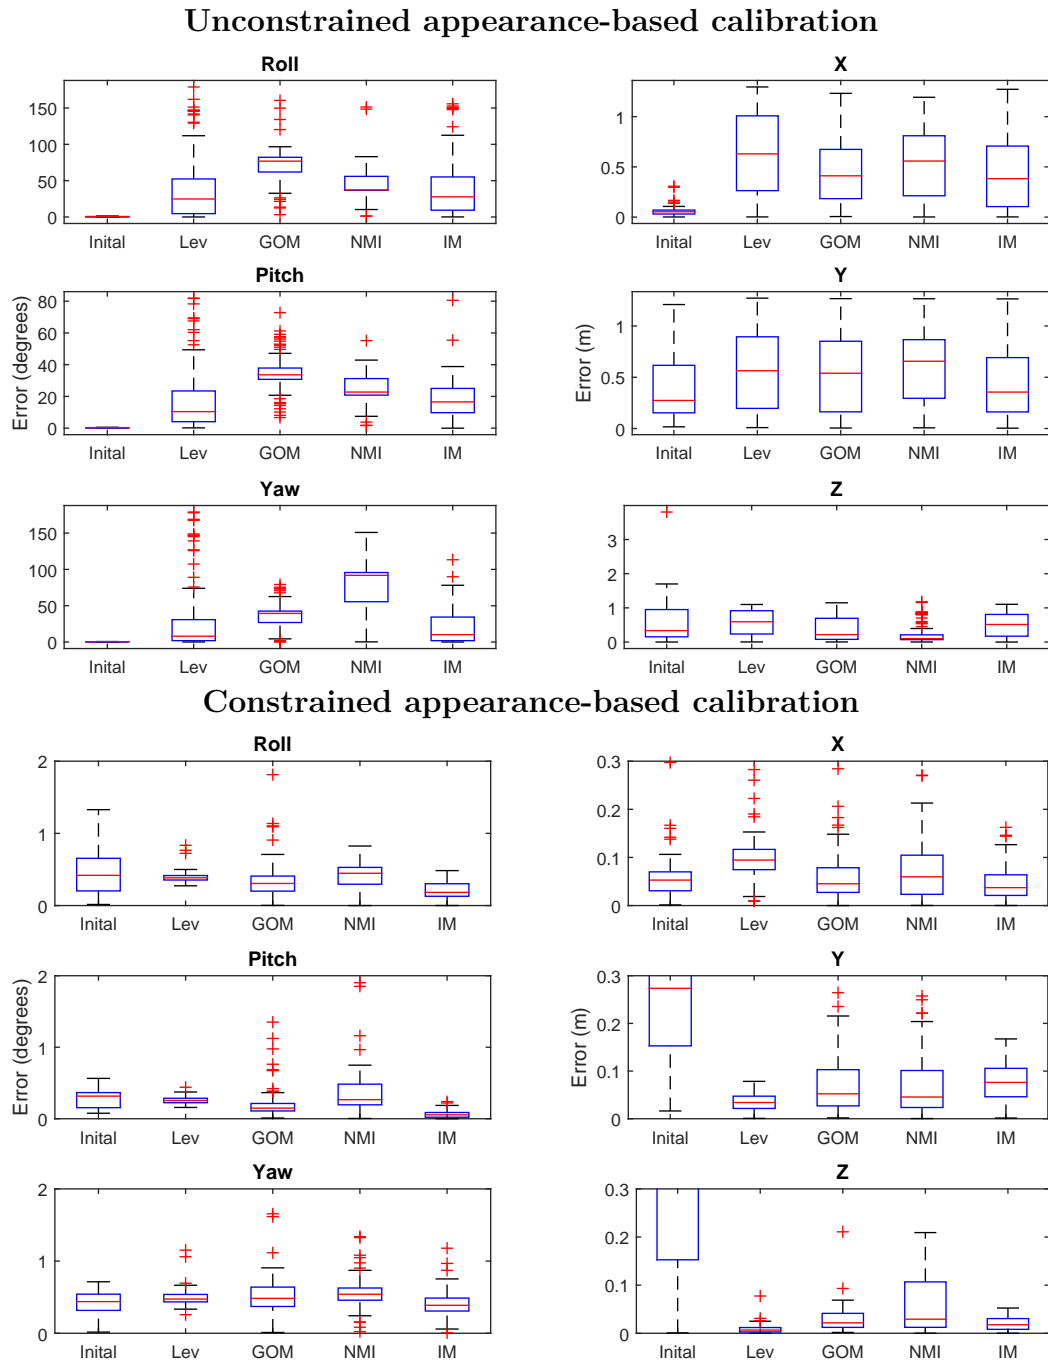 Unconstrained appearance-based calibration
Roll
150
100
50
0
Inital Lev GOM NMI IM
X
1
0.5
0
Inital Lev GOM NMI IM
Pitch
Error (degrees)
80
60
40
20
0
Inital Lev GOM NMI IM
Y
Error (m)
1
0.5
0
Inital Lev GOM NMI IM
Yaw
150
100
50
0
Inital Lev GOM NMI IM
Z
3
2
1
0
Inital Lev GOM NMI IM
Constrained appearance-based calibration
Roll
2
1
0
Inital Lev GOM NMI IM
X
0.3
0.2
0.1
0
Inital Lev GOM NMI IM
Pitch
Error (degrees)
2
1
0
Inital Lev GOM NMI IM
Y
Error (m)
0.3
0.2
0.1
0
Inital Lev GOM NMI IM
Yaw
2
1
0
Inital Lev GOM NMI IM
Z
0.3
0.2
0.1
0
Inital Lev GOM NMI IM